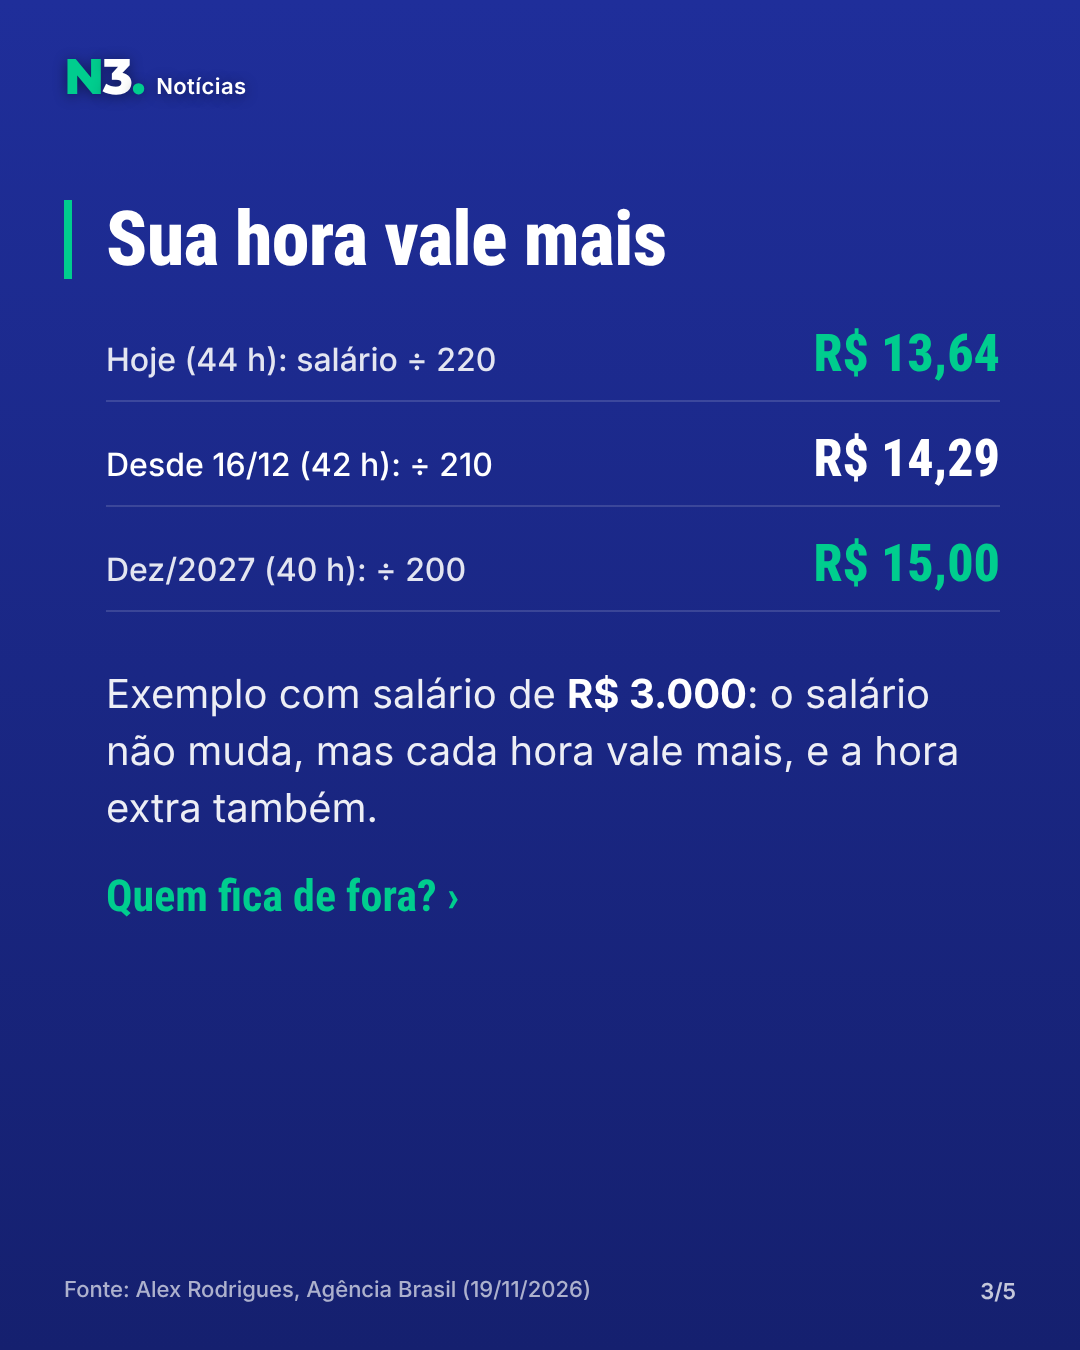 N3. Notícias
Sua hora vale mais
Hoje (44 h): salário ÷ 220 R$ 13,64
Desde 16/12 (42 h): ÷ 210 R$ 14,29
Dez/2027 (40 h): ÷ 200 R$ 15,00
Exemplo com salário de R$ 3.000: o salário
não muda, mas cada hora vale mais, e a hora
extra também.
Quem fica de fora? ›
Fonte: Alex Rodrigues, Agência Brasil (19/11/2026) 3/5